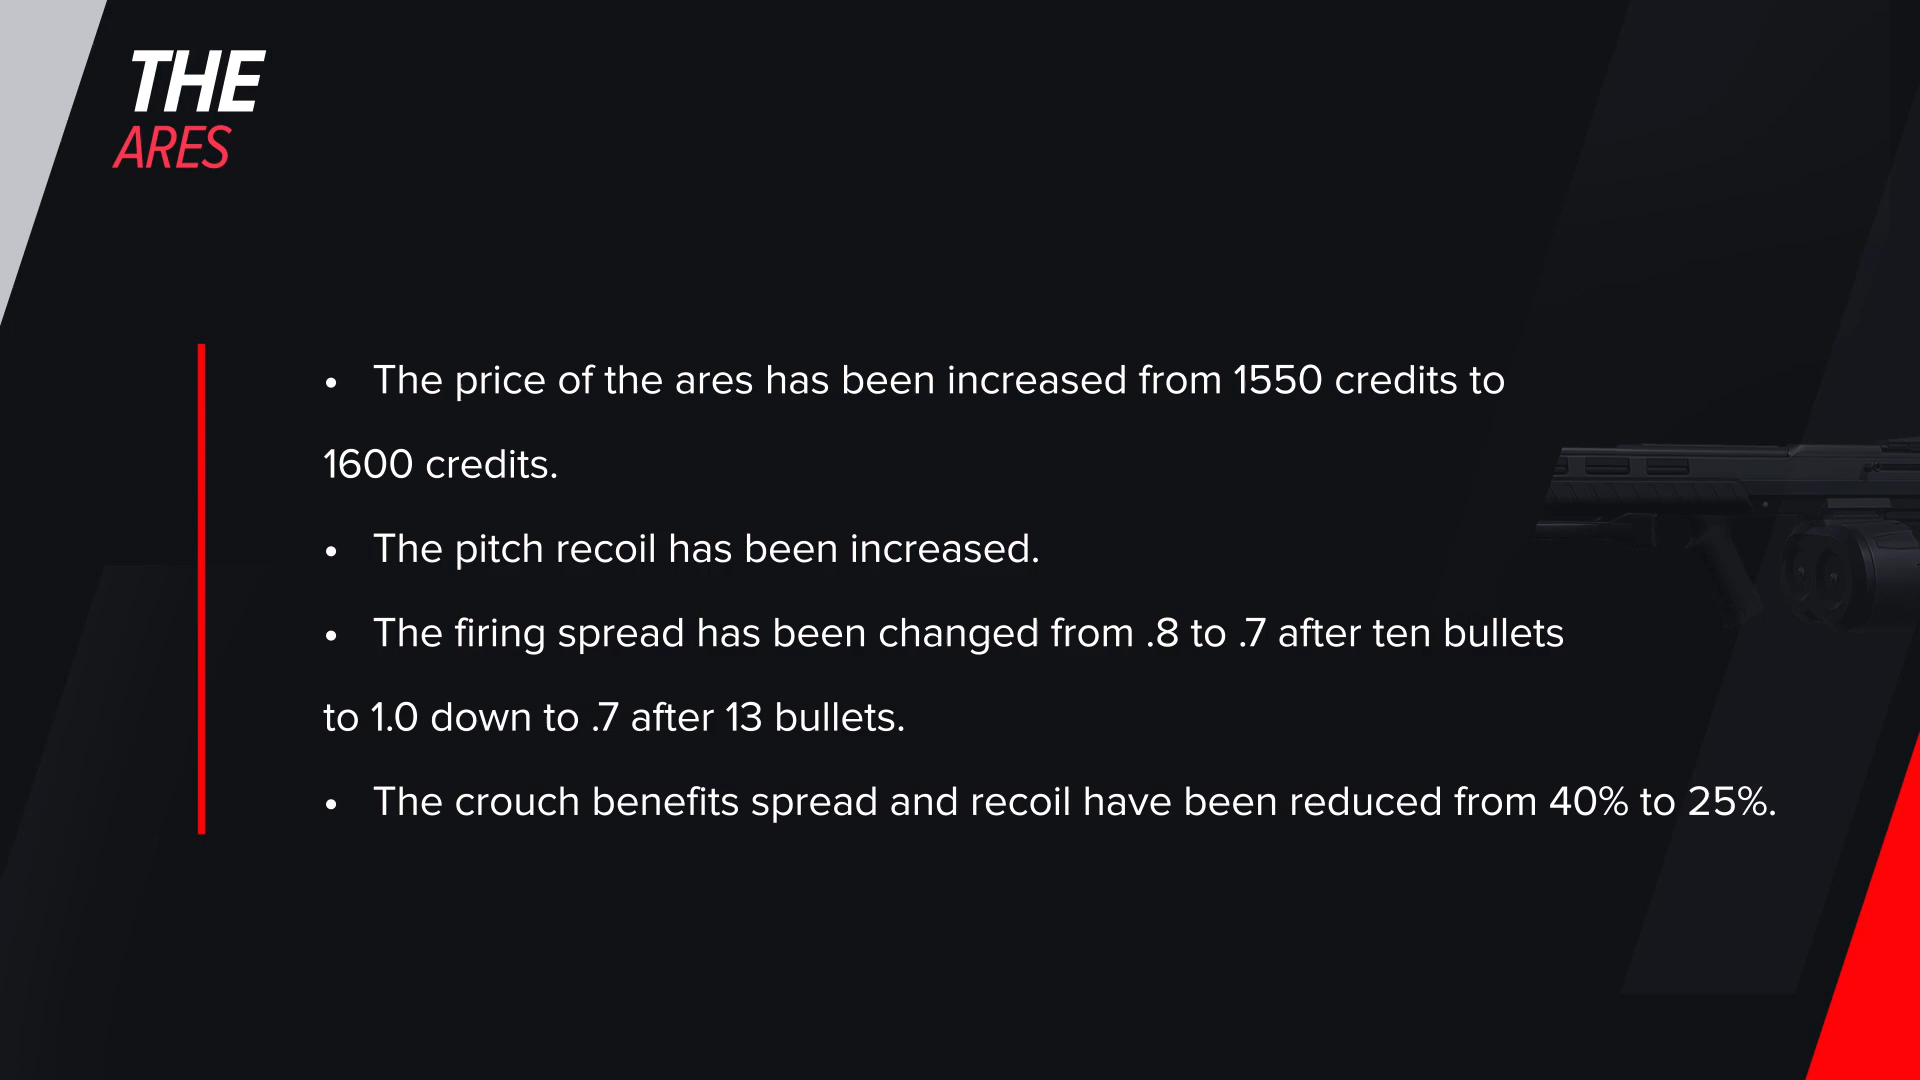 THE
ARES
• The price of the ares has been increased from 1550 credits to
1600 credits.
• The pitch recoil has been increased.
• The firing spread has been changed from .8 to .7 after ten bullets
to 1.0 down to .7 after 13 bullets.
• The crouch benefits spread and recoil have been reduced from 40% to 25%.